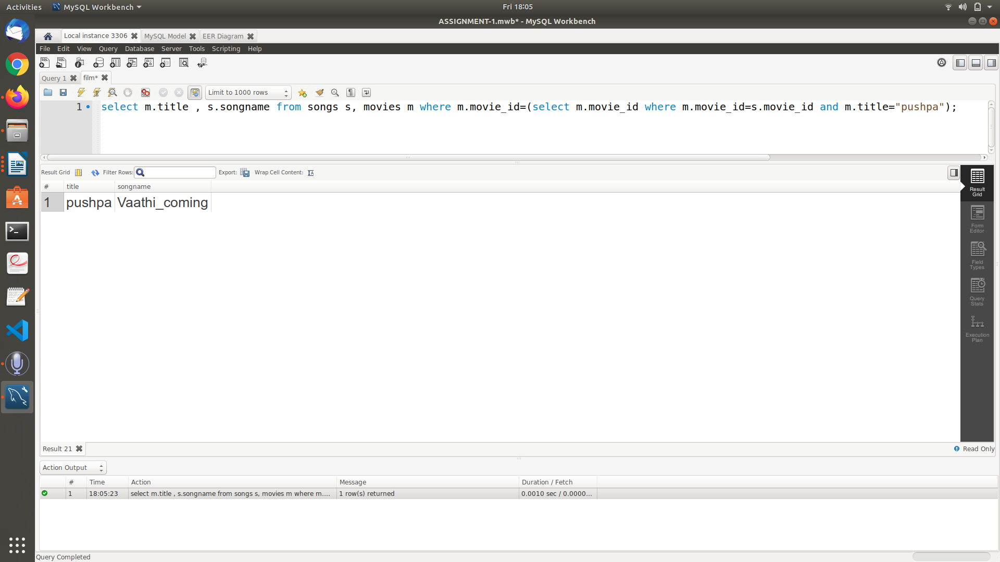 Activities MySQL Workbench Fri 18:05
ASSIGNMENT-1.mwb* - MySQL Workbench
Local instance 3306 MySQL Model EER Diagram
File Edit View Query Database Server Tools Scripting Help
Query 1 film*
Limit to 1000 rows
1 select m.title , s.songname from songs s, movies m where m.movie_id=(select m.movie_id where m.movie_id=s.movie_id and m.title="pushpa");
Result Grid Filter Rows: Export: Wrap Cell Content:
# title songname
1 pushpa Vaathi_coming
Result
Grid
Form
Editor
Field
Types
Query
Stats
Execution
Plan
Result 21 Read Only
Action Output
# Time Action Message Duration / Fetch
1 18:05:23 select m.title , s.songname from songs s, movies m where m.... 1 row(s) returned 0.0010 sec / 0.0000...
Query Completed